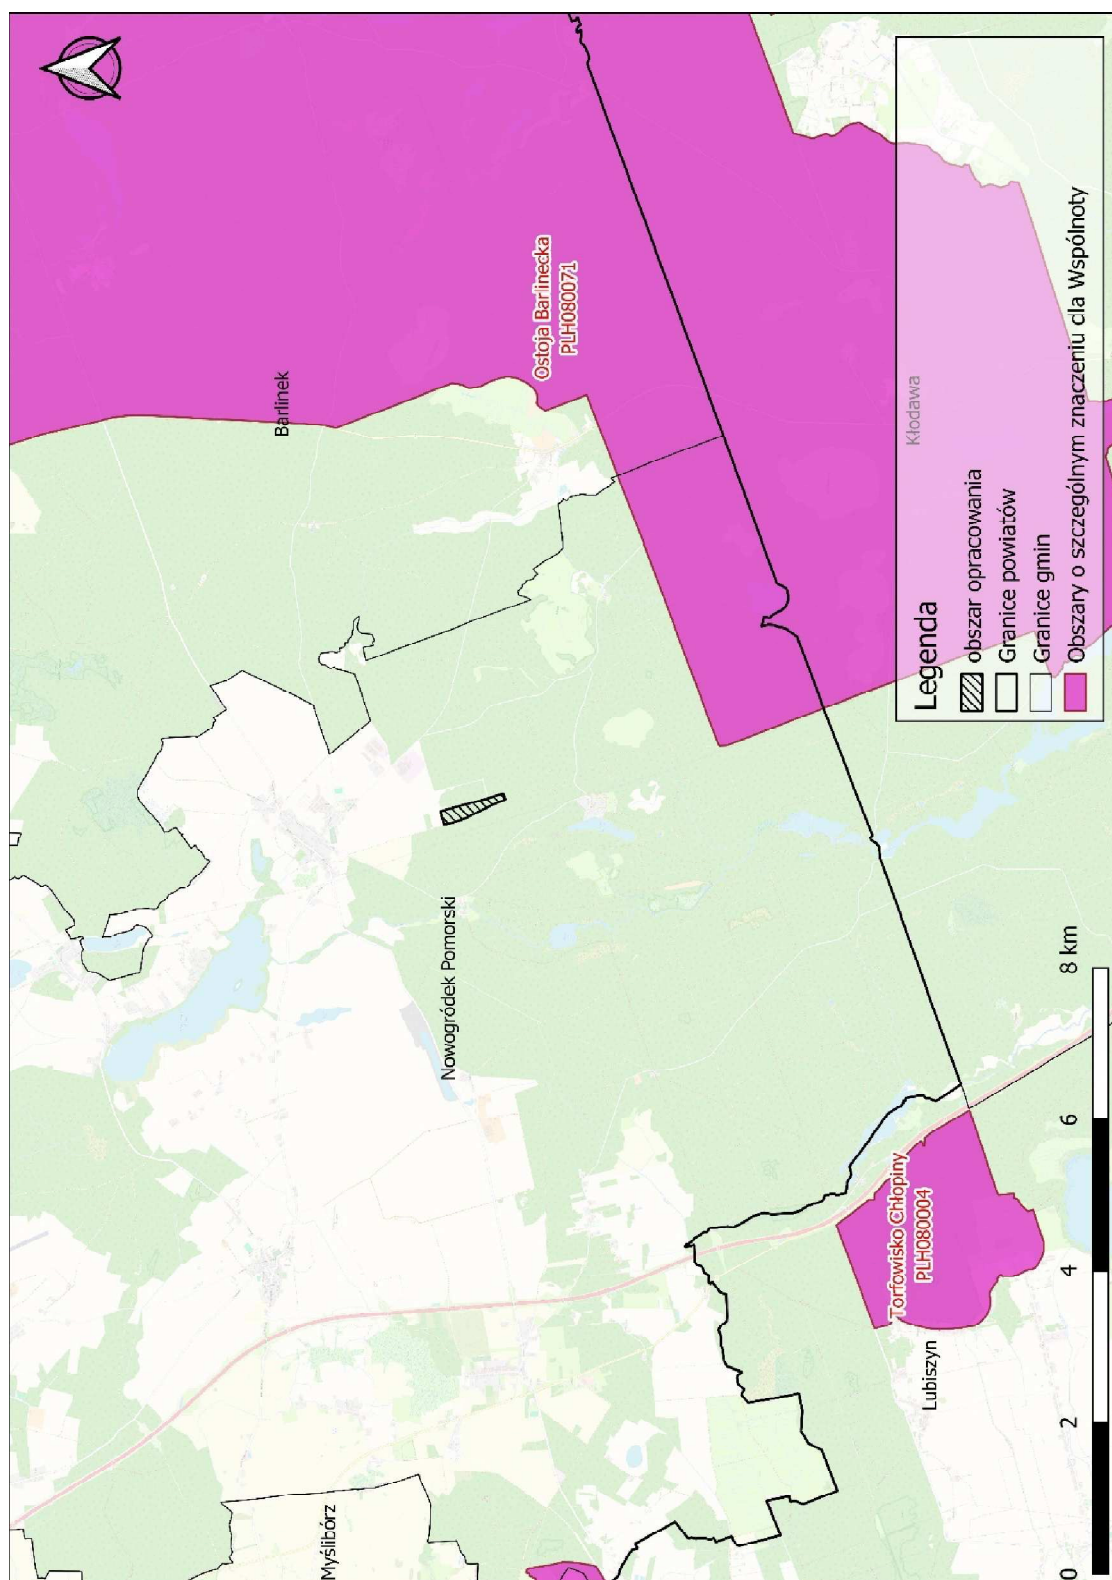 Barlinek
Ostoja Barlinecka
PLH080071
Nowogródek Pomorski
Kłodawa
Myślibórz
Torfowisko Chłopiny
PLH080004
Lubiszyn
Legenda
obszar opracowania
Granice powiatów
Granice gmin
Obszary o szczególnym znaczeniu dla Wspólnoty
0 2 4 6 8 km